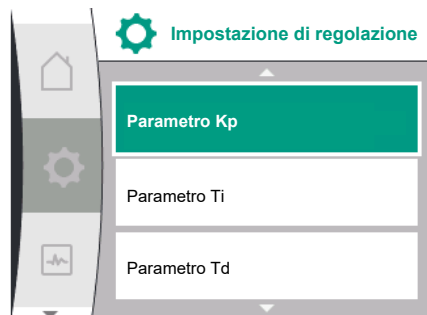 Impostazione di regolazione
Parametro Kp
Parametro Ti
Parametro Td